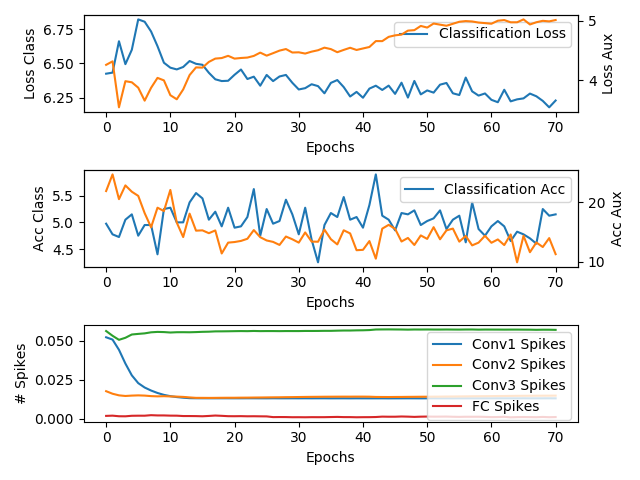 Loss Class
6.75
6.50
6.25
Classification Loss
5
4
Loss Aux
0 10 20 30 40 50 60 70
Epochs
Acc Class
5.5
5.0
4.5
Classification Acc
20
10
Acc Aux
0 10 20 30 40 50 60 70
Epochs
# Spikes
0.050
0.025
0.000
Conv1 Spikes
Conv2 Spikes
Conv3 Spikes
FC Spikes
0 10 20 30 40 50 60 70
Epochs